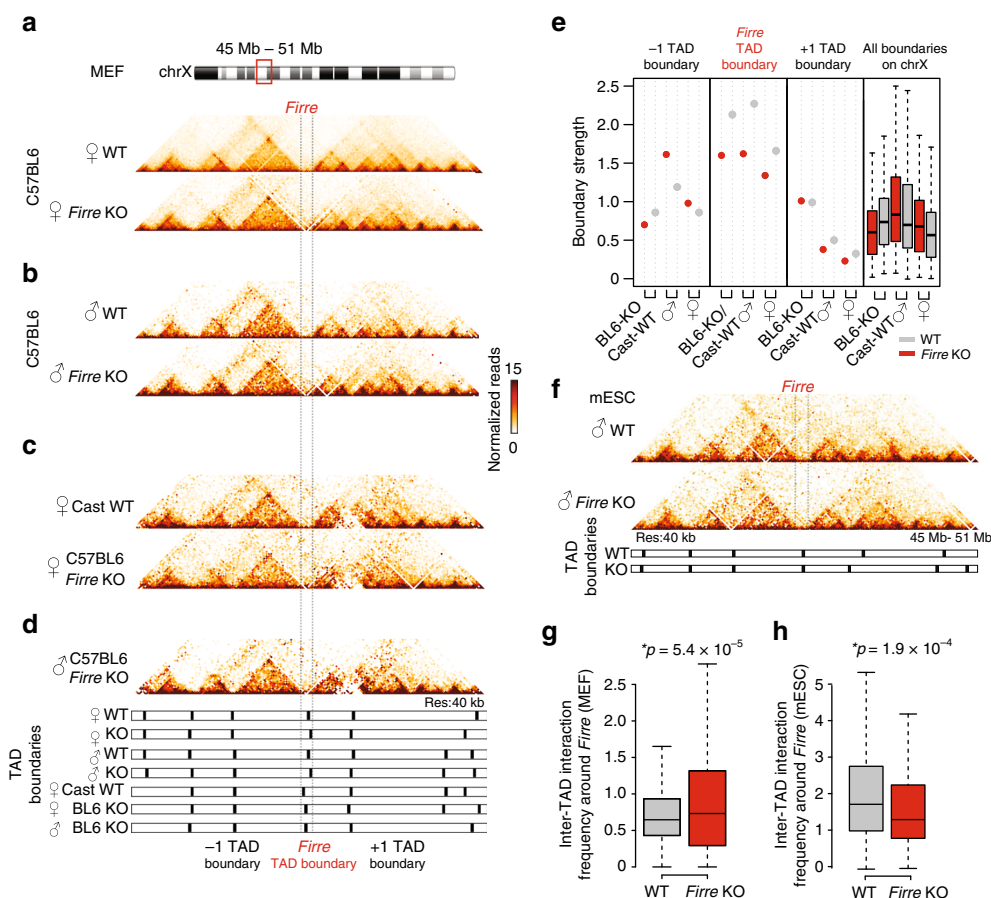 a
45 Mb – 51 Mb
MEF
chrX
Firre
C57BL6
♀ WT
♀ Firre KO
b
C57BL6
♂ WT
♂ Firre KO
Normalized reads
15
0
c
♀ Cast WT
♀ C57BL6
Firre KO
d
♂ C57BL6
Firre KO
Res:40 kb
TAD
boundaries
♀ WT
♀ KO
♂ WT
♂ KO
♀ Cast WT
♀ BL6 KO
♂ BL6 KO
–1 TAD
boundary
Firre
TAD boundary
+1 TAD
boundary
e
–1 TAD
boundary
Firre
TAD
boundary
+1 TAD
boundary
All boundaries
on chrX
Boundary strength
2.5
2.0
1.5
1.0
0.5
0
BL6-KO
Cast-WT
♂
♀
BL6-KO/
Cast-WT
♂
♀
BL6-KO
Cast-WT
♂
♀
BL6-KO
Cast-WT
♂
♀
WT
Firre KO
f
Firre
mESC
♂ WT
♂ Firre KO
Res:40 kb
45 Mb- 51 Mb
TAD
boundaries
WT
KO
g
*p = 5.4 × 10⁻⁵
Inter-TAD interaction
frequency around Firre (MEF)
2.5
2.0
1.5
1.0
0.5
0
WT
Firre KO
h
*p = 1.9 × 10⁻⁴
Inter-TAD interaction
frequency around Firre (mESC)
5
4
3
2
1
0
WT
Firre KO